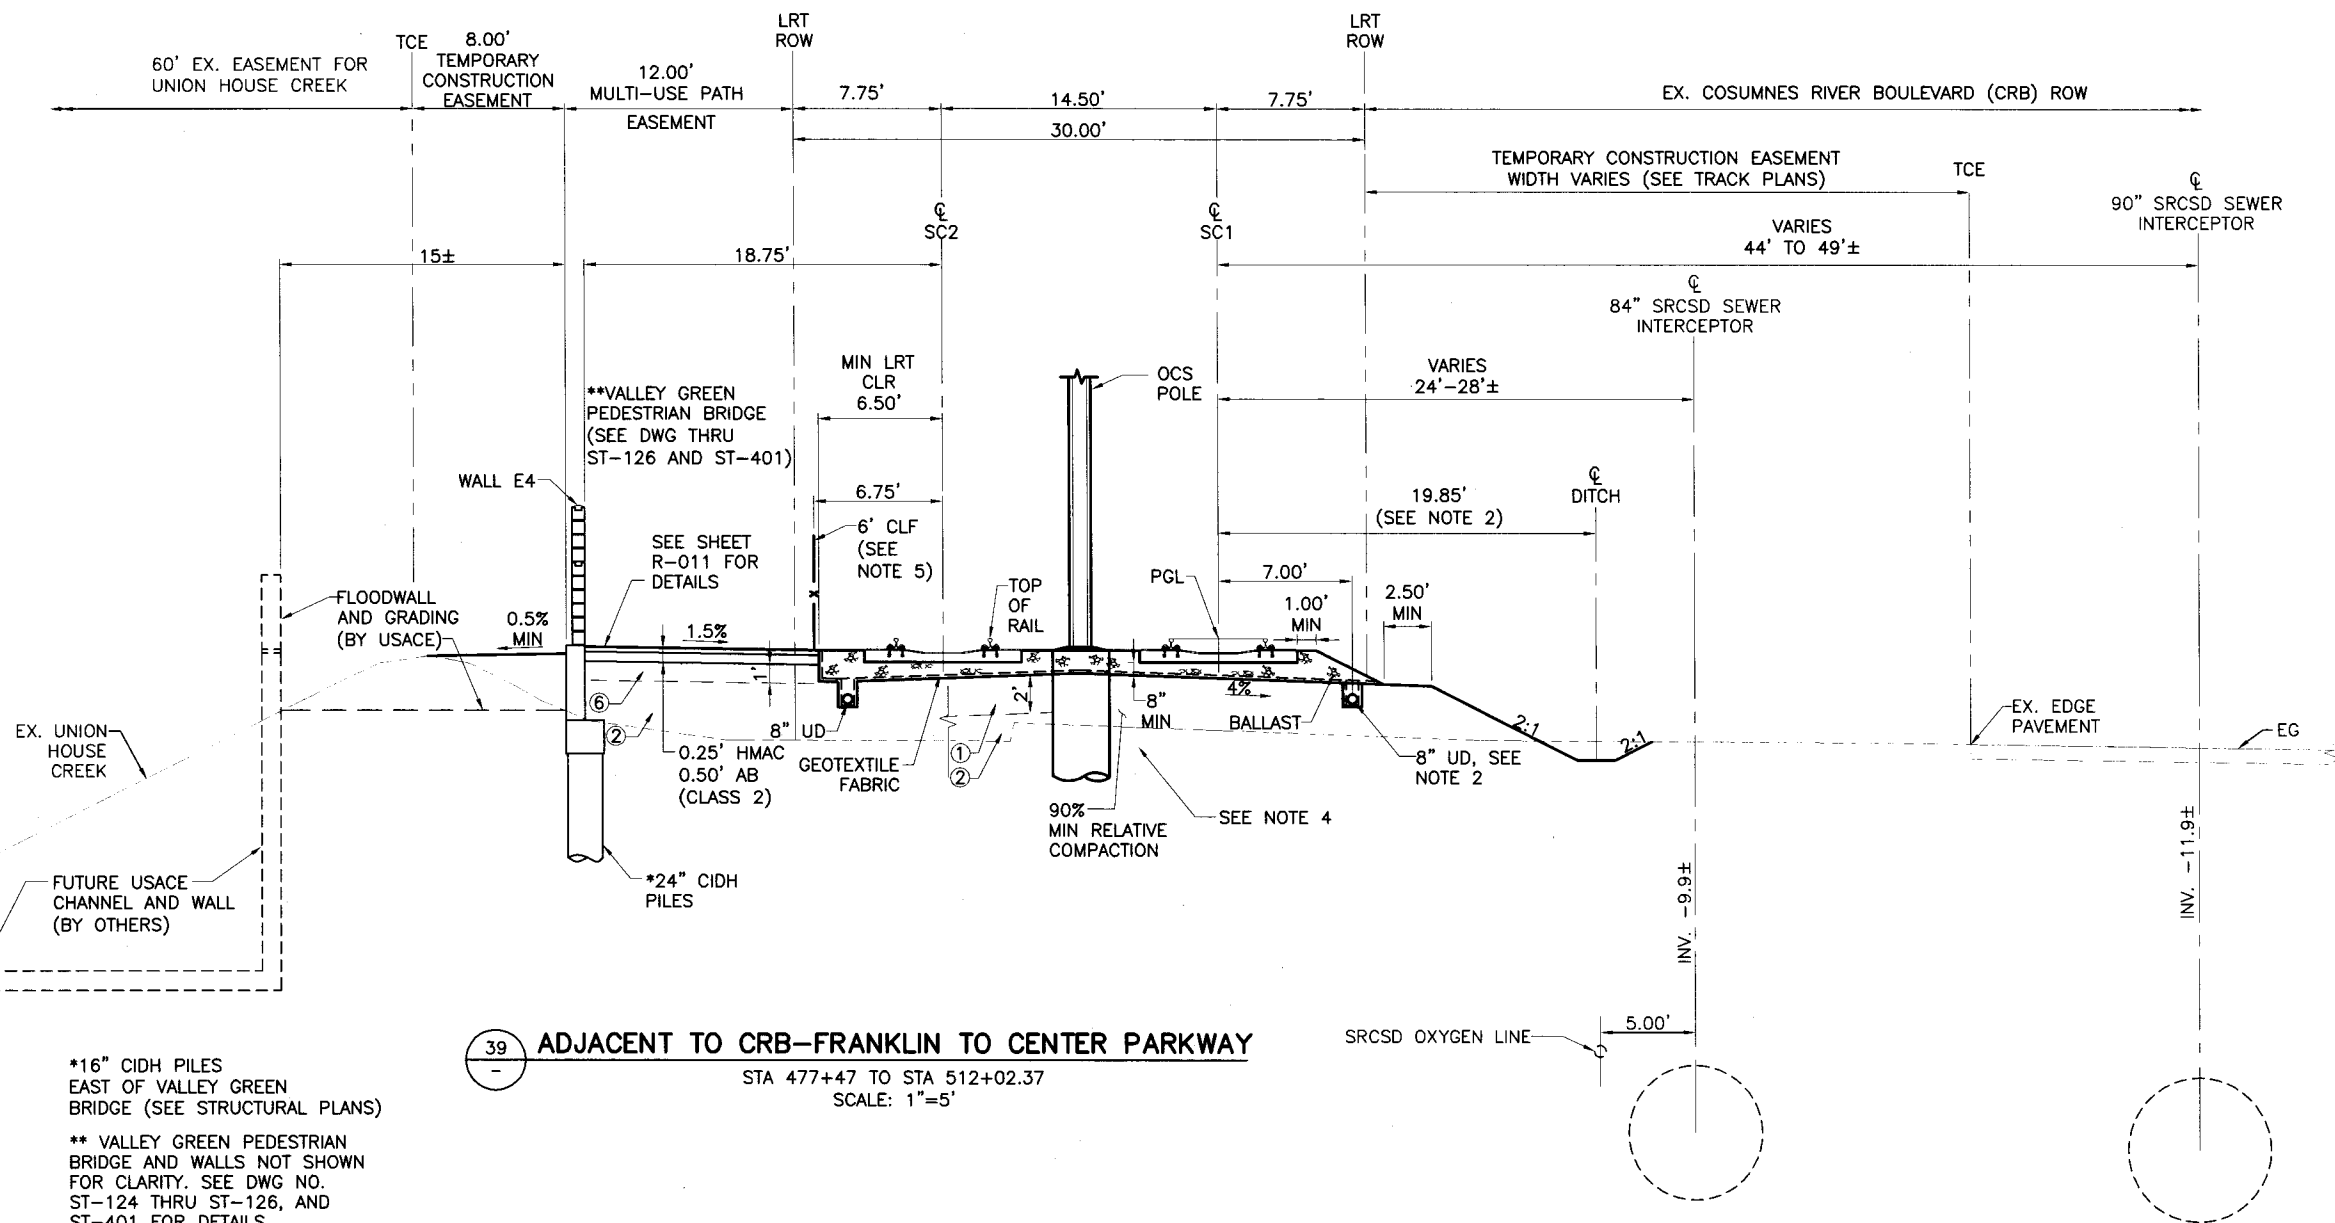 LRT
ROW
LRT
ROW
TCE
8.00'
TEMPORARY
CONSTRUCTION
EASEMENT
60' EX. EASEMENT FOR
UNION HOUSE CREEK
12.00'
MULTI-USE PATH
EASEMENT
7.75'
14.50'
7.75'
EX. COSUMNES RIVER BOULEVARD (CRB) ROW
30.00'
TEMPORARY CONSTRUCTION EASEMENT
WIDTH VARIES (SEE TRACK PLANS)
TCE
℄
90" SRCSD SEWER
INTERCEPTOR
℄
SC2
℄
SC1
15±
18.75'
VARIES
44' TO 49'±
℄
84" SRCSD SEWER
INTERCEPTOR
MIN LRT
CLR
6.50'
VARIES
24'-28'±
OCS
POLE
**VALLEY GREEN
PEDESTRIAN BRIDGE
(SEE DWG THRU
ST-126 AND ST-401)
WALL E4
6.75'
19.85'
(SEE NOTE 2)
℄
DITCH
6' CLF
(SEE
NOTE 5)
SEE SHEET
R-011 FOR
DETAILS
TOP
OF
RAIL
PGL
7.00'
1.00'
MIN
2.50'
MIN
FLOODWALL
AND GRADING
(BY USACE)
0.5%
MIN
1.5%
1'
2'
8"
MIN
4%
BALLAST
2:1
2:1
EX. EDGE
PAVEMENT
EG
EX. UNION
HOUSE
CREEK
6
2
0.25' HMAC
0.50' AB
(CLASS 2)
8" UD
GEOTEXTILE
FABRIC
1
2
8" UD, SEE
NOTE 2
90%
MIN RELATIVE
COMPACTION
SEE NOTE 4
FUTURE USACE
CHANNEL AND WALL
(BY OTHERS)
*24" CIDH
PILES
INV. -9.9±
INV. -11.9±
39
-
ADJACENT TO CRB-FRANKLIN TO CENTER PARKWAY
STA 477+47 TO STA 512+02.37
SCALE: 1"=5'
SRCSD OXYGEN LINE
5.00'
*16" CIDH PILES
EAST OF VALLEY GREEN
BRIDGE (SEE STRUCTURAL PLANS)
** VALLEY GREEN PEDESTRIAN
BRIDGE AND WALLS NOT SHOWN
FOR CLARITY. SEE DWG NO.
ST-124 THRU ST-126, AND
ST-401 FOR DETAILS